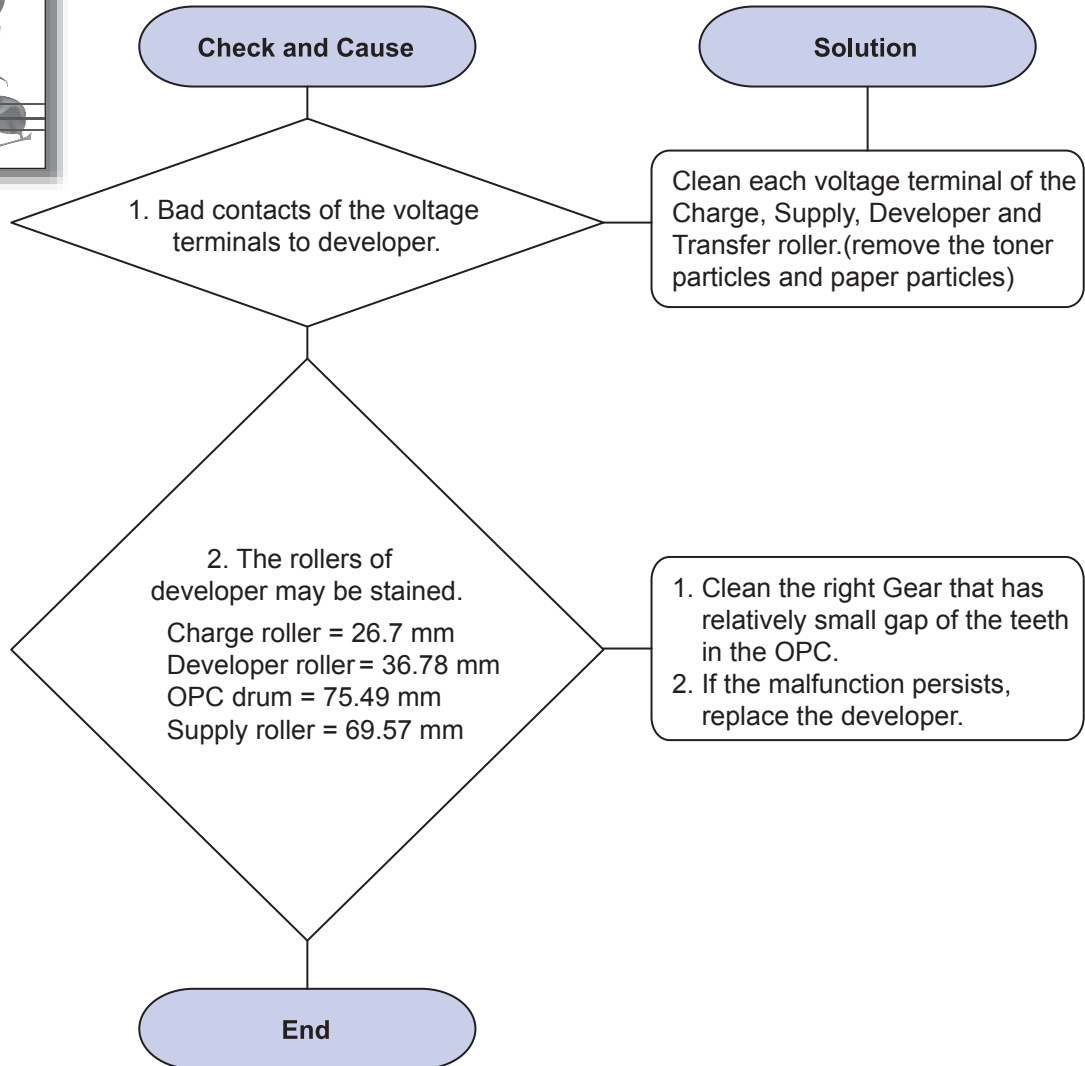 Check and Cause
Solution
1. Bad contacts of the voltage
terminals to developer.
Clean each voltage terminal of the
Charge, Supply, Developer and
Transfer roller.(remove the toner
particles and paper particles)
2. The rollers of
developer may be stained.
Charge roller = 26.7 mm
Developer roller = 36.78 mm
OPC drum = 75.49 mm
Supply roller = 69.57 mm
1. Clean the right Gear that has
relatively small gap of the teeth
in the OPC.
2. If the malfunction persists,
replace the developer.
End